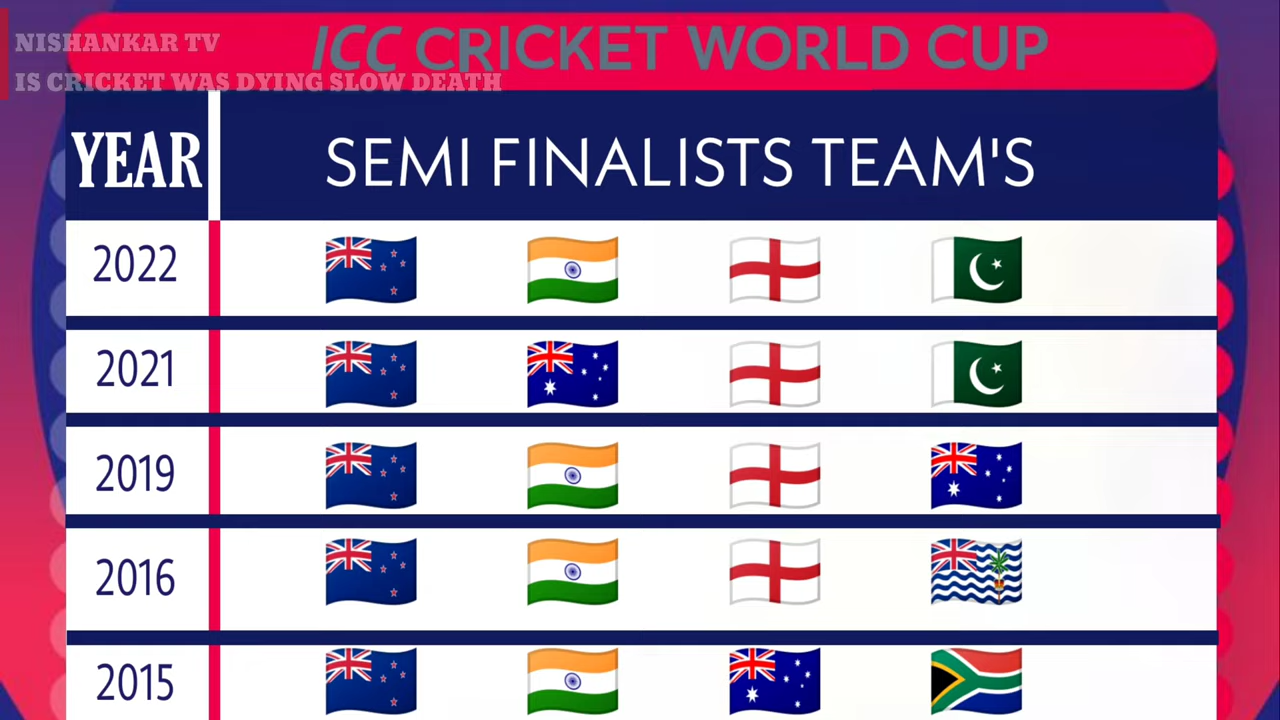 NISHANKAR TV
IS CRICKET WAS DYING SLOW DEATH
ICC CRICKET WORLD CUP
YEAR SEMI FINALISTS TEAM'S
2022
2021
2019
2016
2015